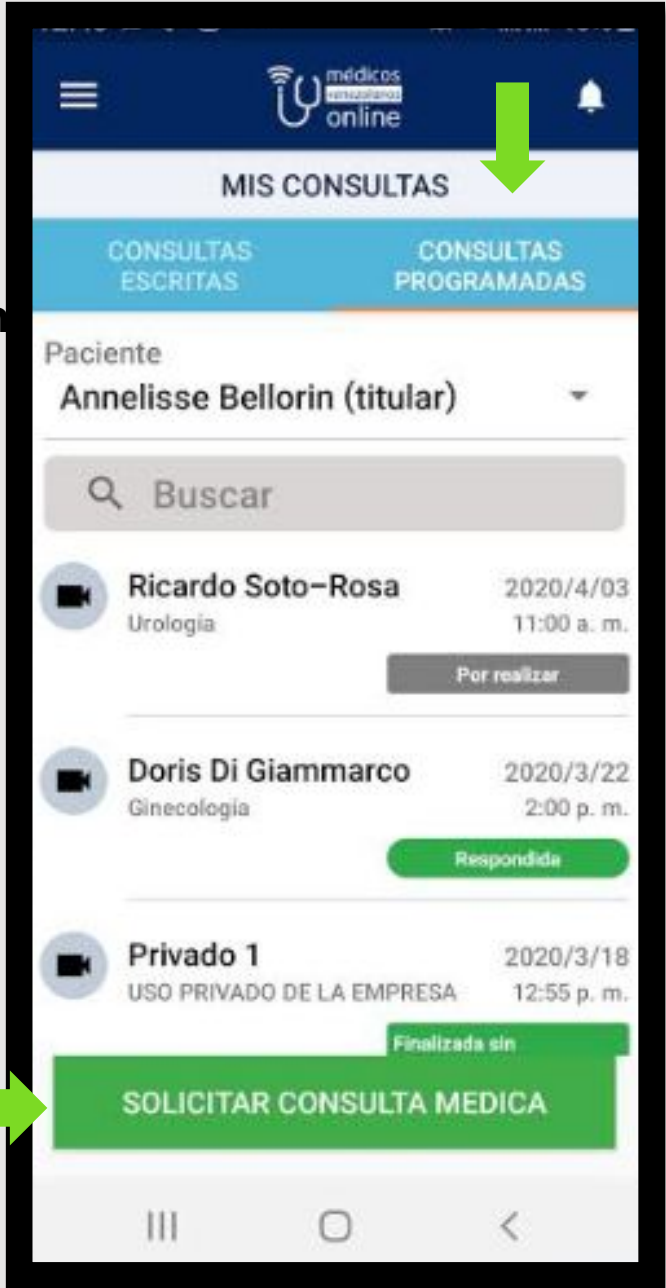 médicos
venezolanos
online
MIS CONSULTAS
CONSULTAS
ESCRITAS
CONSULTAS
PROGRAMADAS
Paciente
Annelisse Bellorin (titular)
Buscar
Ricardo Soto-Rosa
2020/4/03
Urologia
11:00 a. m.
Por realizar
Doris Di Giammarco
2020/3/22
Ginecologia
2:00 p. m.
Respondida
Privado 1
2020/3/18
USO PRIVADO DE LA EMPRESA
12:55 p. m.
Finalizada sin
SOLICITAR CONSULTA MEDICA